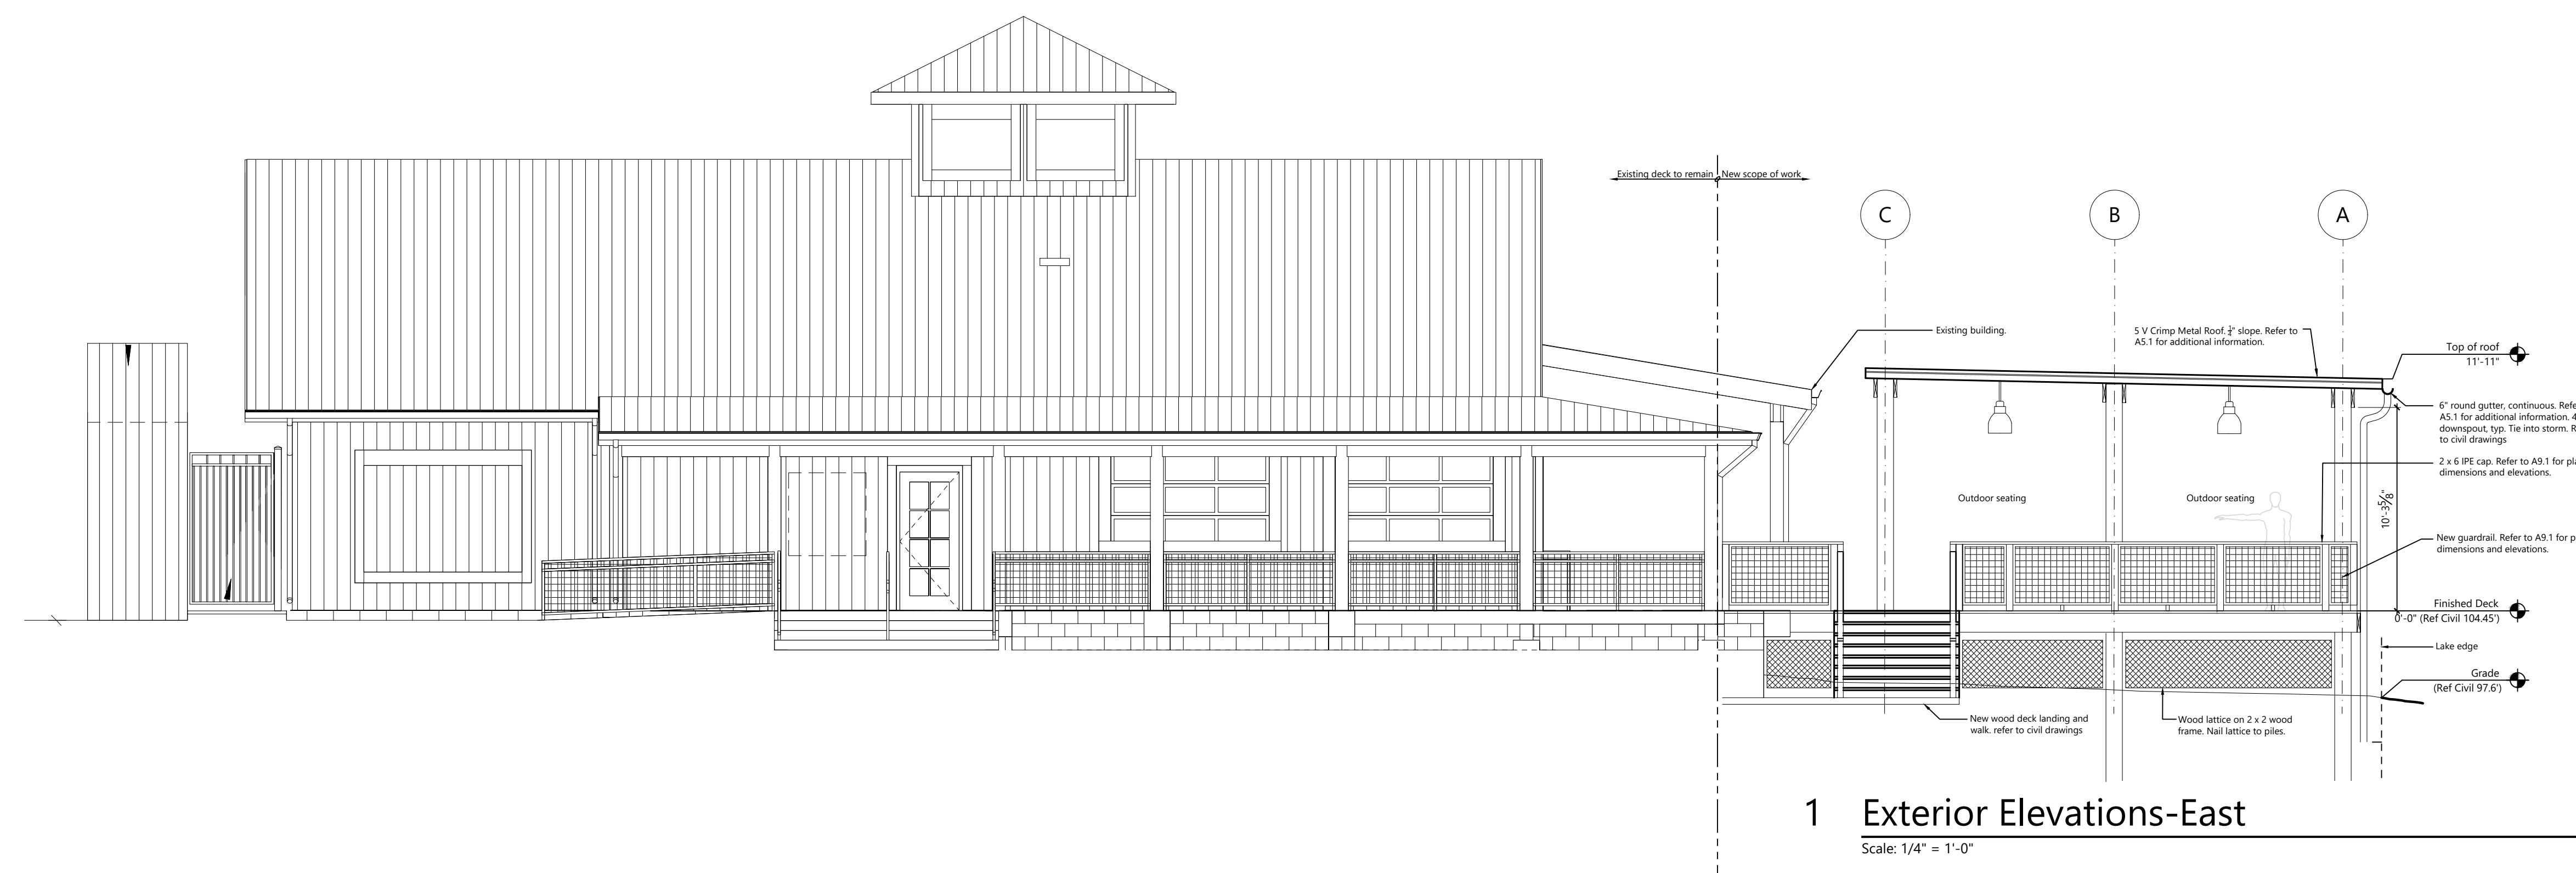 Existing deck to remain
New scope of work
C
B
A
Existing building.
5 V Crimp Metal Roof. ¼" slope. Refer to
A5.1 for additional information.
Top of roof
11'-11"
6" round gutter, continuous.
A5.1 for additional information.
downspout, typ. Tie into storm.
to civil drawings
2 x 6 IPE cap. Refer to A9.1 for
dimensions and elevations.
Outdoor seating
Outdoor seating
10'-3⅝"
New guardrail. Refer to A9.1 for
dimensions and elevations.
Finished Deck
0'-0" (Ref Civil 104.45')
Lake edge
Grade
(Ref Civil 97.6')
New wood deck landing and
walk. refer to civil drawings
Wood lattice on 2 x 2 wood
frame. Nail lattice to piles.
1 Exterior Elevations-East
Scale: 1/4" = 1'-0"